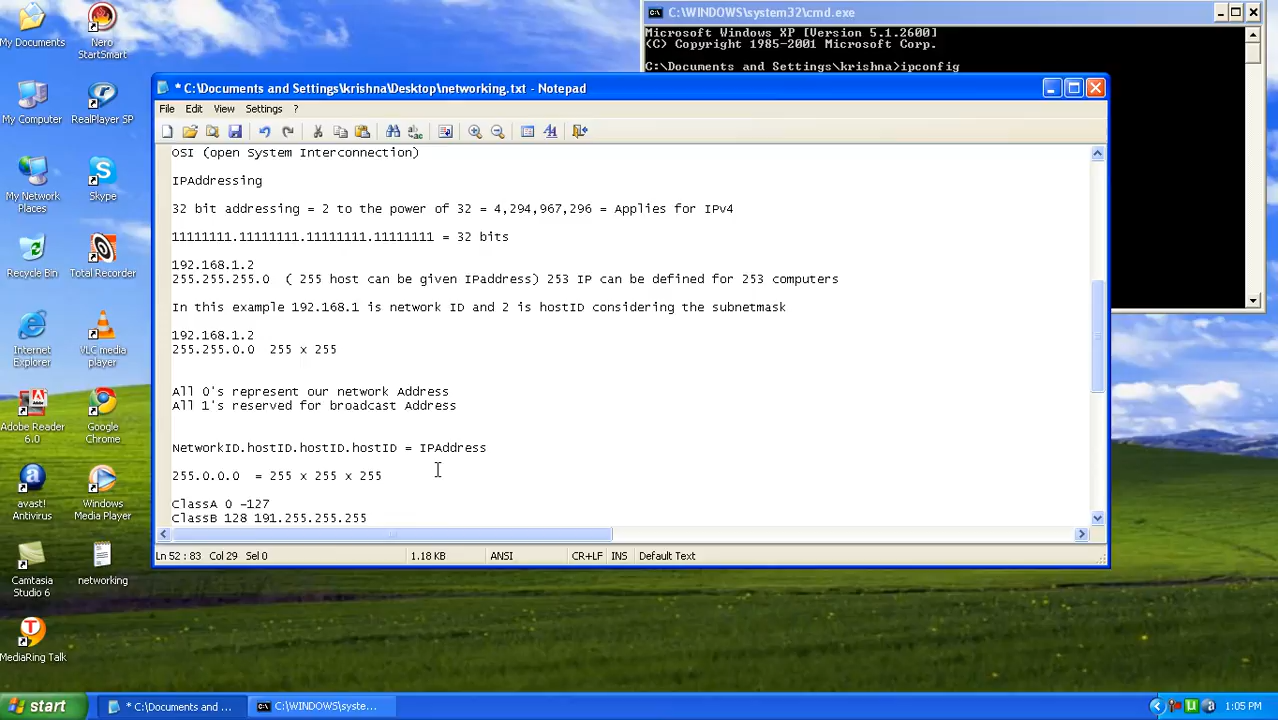 My Documents
Nero StartSmart
My Computer
RealPlayer SP
My Network Places
Skype
Recycle Bin
Total Recorder
Internet Explorer
VLC media player
Adobe Reader 6.0
Google Chrome
avast! Antivirus
Windows Media Player
Camtasia Studio 6
networking
MediaRing Talk
C:\WINDOWS\system32\cmd.exe
Microsoft Windows XP [Version 5.1.2600]
(C) Copyright 1985-2001 Microsoft Corp.
C:\Documents and Settings\krishna>ipconfig
* C:\Documents and Settings\krishna\Desktop\networking.txt - Notepad
File Edit View Settings ?
OSI (open System Interconnection)
IPAddressing
32 bit addressing = 2 to the power of 32 = 4,294,967,296 = Applies for IPv4
11111111.11111111.11111111.11111111 = 32 bits
192.168.1.2
255.255.255.0 ( 255 host can be given IPaddress) 253 IP can be defined for 253 computers
In this example 192.168.1 is network ID and 2 is hostID considering the subnetmask
192.168.1.2
255.255.0.0 255 x 255
All 0's represent our network Address
All 1's reserved for broadcast Address
NetworkID.hostID.hostID.hostID = IPAddress
255.0.0.0 = 255 x 255 x 255
ClassA 0 -127
ClassB 128 191.255.255.255
Ln 52 : 83 Col 29 Sel 0 1.18 KB ANSI CR+LF INS Default Text
start * C:\Documents and ... C:\WINDOWS\syste... 1:05 PM